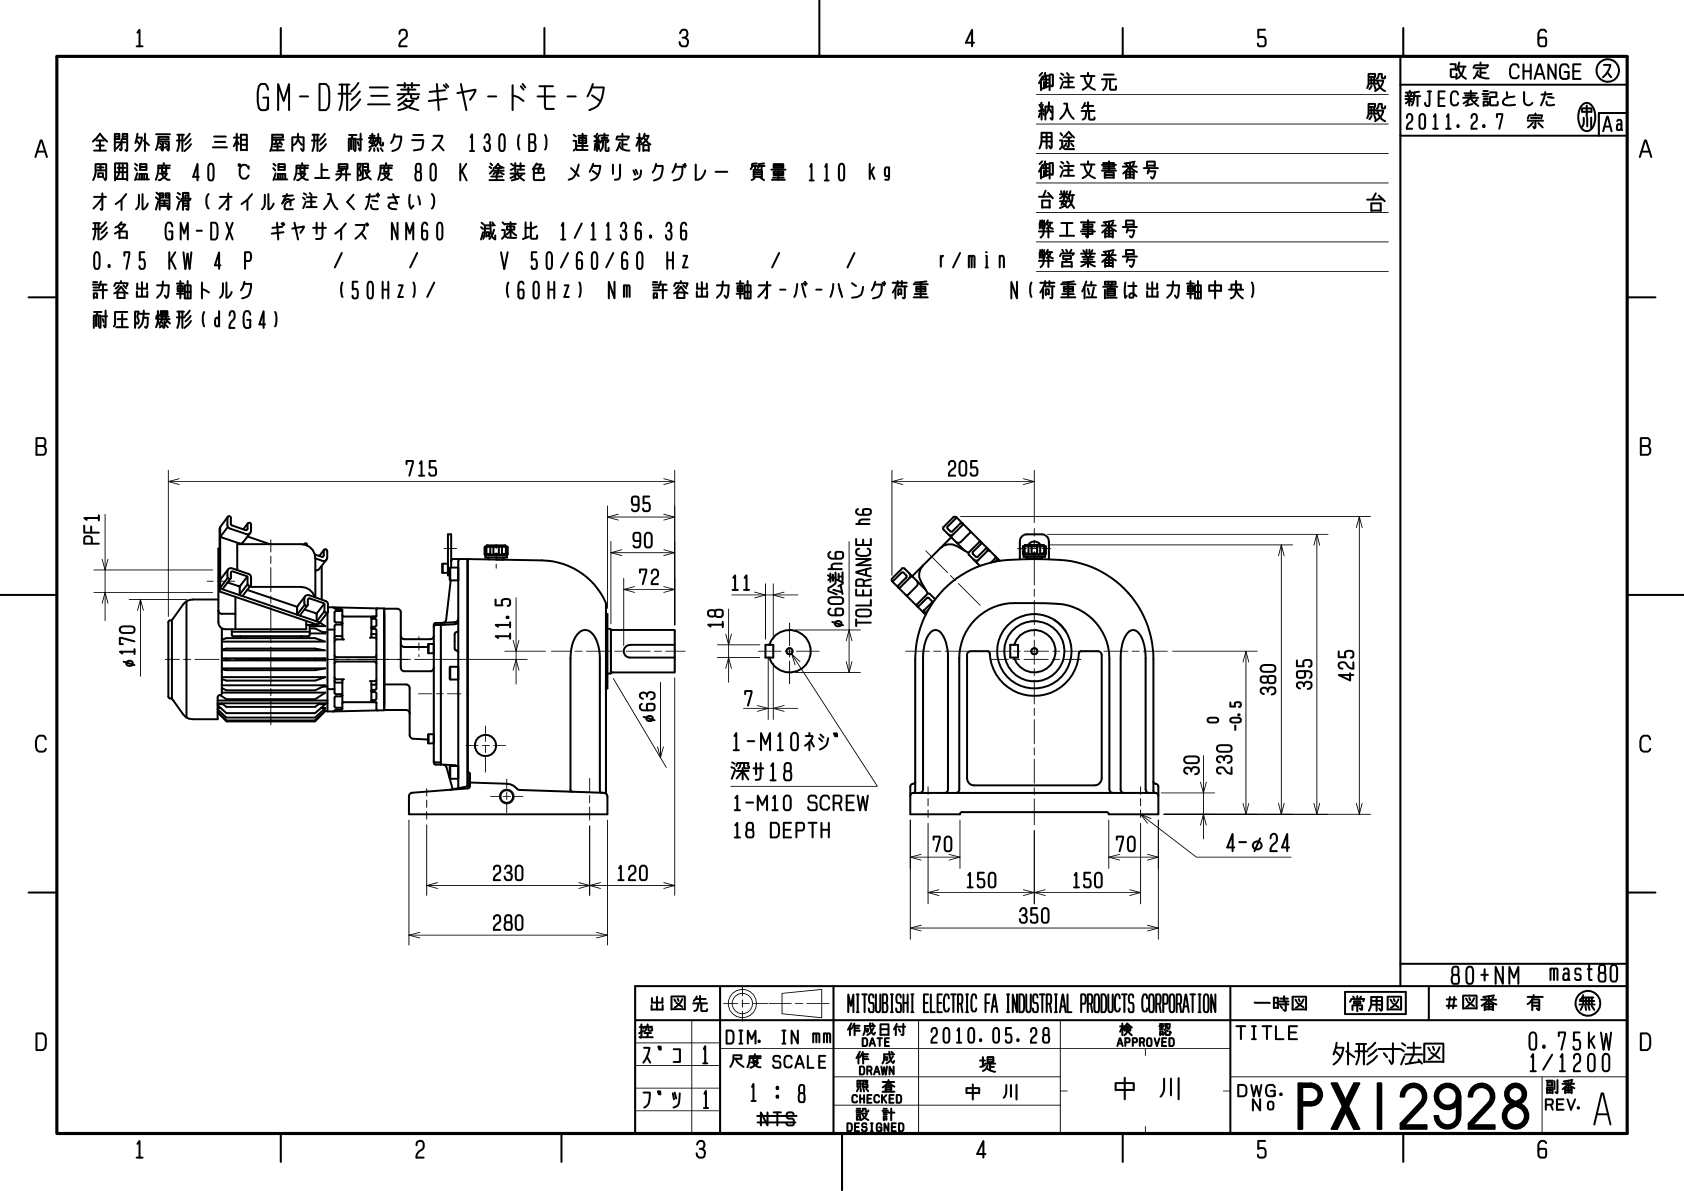 1 2 3 4 5 6
GM-D形三菱ギヤードモータ
全閉外扇形 三相 屋内形 耐熱クラス 130(B) 連続定格
周囲温度 40 ℃ 温度上昇限度 80 K 塗装色 メタリックグレー 質量 110 kg
オイル潤滑(オイルを注入ください)
形名 GM-DX ギヤサイズ NM60 減速比 1/1136.36
0.75 KW 4 P / / V 50/60/60 Hz / / r/min
許容出力軸トルク (50Hz)/ (60Hz) Nm 許容出力軸オーバーハング荷重 N(荷重位置は出力軸中央)
耐圧防爆形(d2G4)
御注文元 殿
納入先 殿
用途
御注文書番号
台数 台
弊工事番号
弊営業番号
改定 CHANGE ス
新JEC表記とした
2011.2.7 宗 中川 Aa
A A
B B
C C
D D
715
95
90
72
PF1
φ170
11.5
φ63
230
120
280
11
18
7
φ60公差h6
TOLERANCE h6
1-M10ネジ
深サ18
1-M10 SCREW
18 DEPTH
205
380
395
425
230 0 -0.5
30
4-φ24
70 70
150 150
350
80+NM mast80
出図先
控
ズコ 1
ブツ 1
DIM. IN mm
尺度 SCALE
1 : 8
NTS
MITSUBISHI ELECTRIC FA INDUSTRIAL PRODUCTS CORPORATION
作成日付 DATE 2010.05.28
作成 DRAWN 堤
照査 CHECKED 中川
設計 DESIGNED
検認 APPROVED
中川
一時図 常用図 #図番 有 無
TITLE 外形寸法図 0.75kW
1/1200
DWG. No PX12928 副番 REV. A
1 2 3 4 5 6